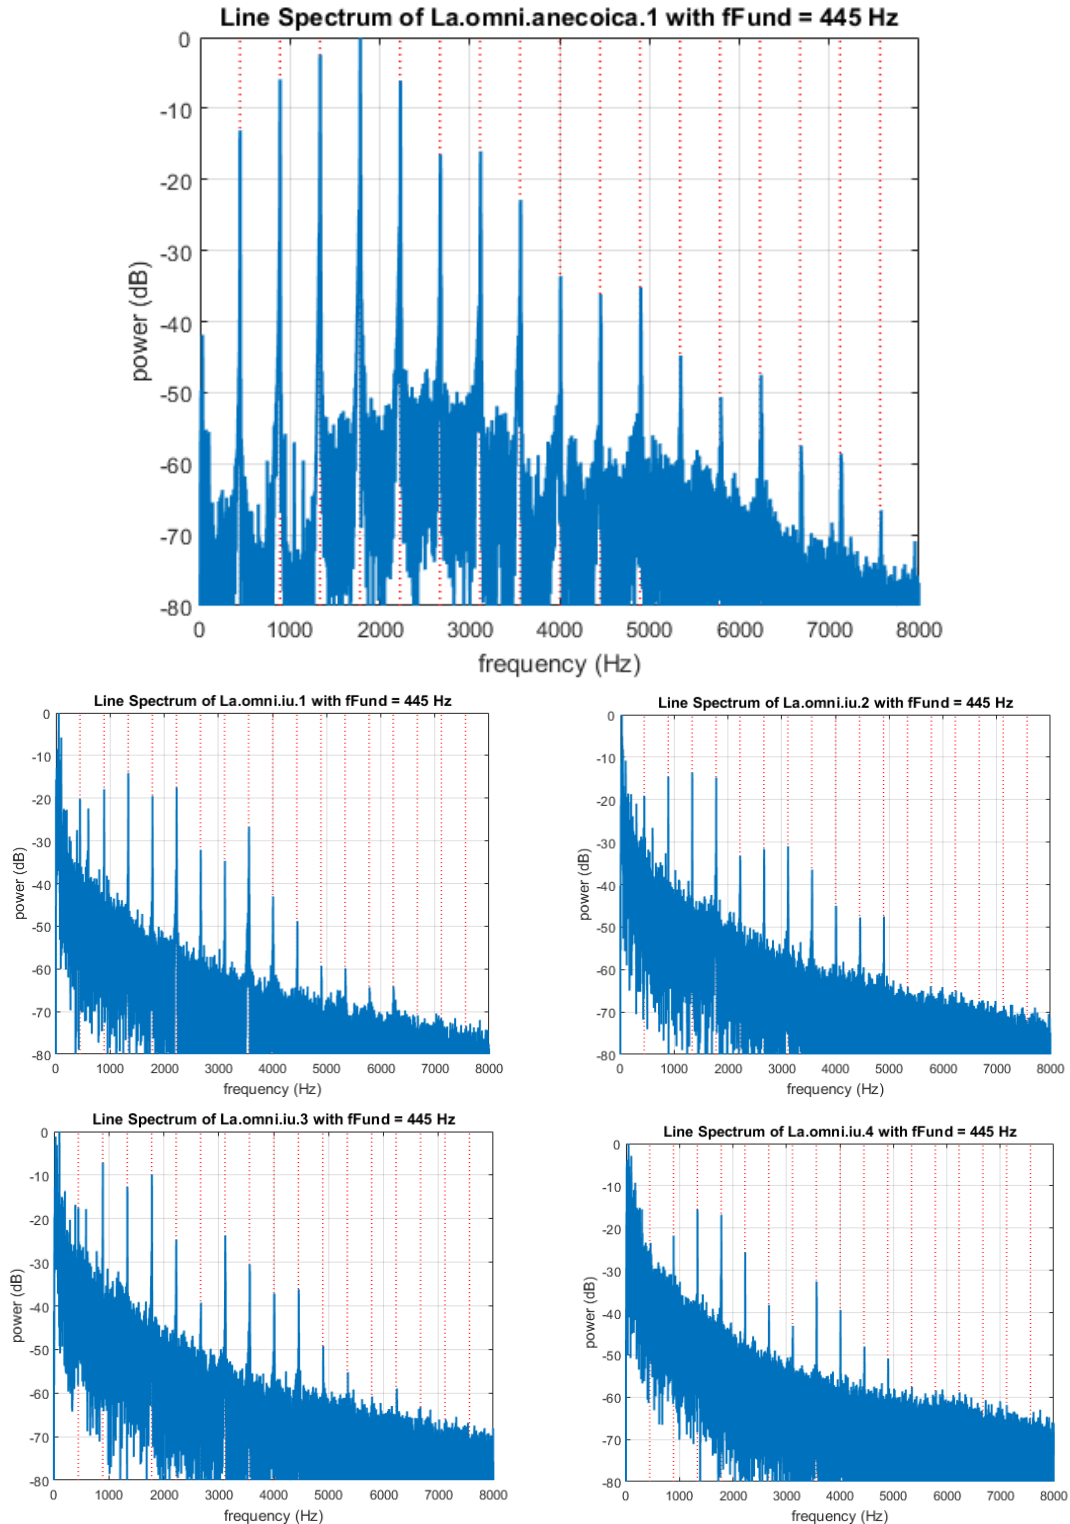 Line Spectrum of La.omni.anecoica.1 with fFund = 445 Hz
0
-10
-20
-30
-40
-50
-60
-70
-80
power (dB)
0 1000 2000 3000 4000 5000 6000 7000 8000
frequency (Hz)
Line Spectrum of La.omni.iu.1 with fFund = 445 Hz
0
-10
-20
-30
-40
-50
-60
-70
-80
power (dB)
0 1000 2000 3000 4000 5000 6000 7000 8000
frequency (Hz)
Line Spectrum of La.omni.iu.2 with fFund = 445 Hz
0
-10
-20
-30
-40
-50
-60
-70
-80
power (dB)
0 1000 2000 3000 4000 5000 6000 7000 8000
frequency (Hz)
Line Spectrum of La.omni.iu.3 with fFund = 445 Hz
0
-10
-20
-30
-40
-50
-60
-70
-80
power (dB)
0 1000 2000 3000 4000 5000 6000 7000 8000
frequency (Hz)
Line Spectrum of La.omni.iu.4 with fFund = 445 Hz
0
-10
-20
-30
-40
-50
-60
-70
-80
power (dB)
0 1000 2000 3000 4000 5000 6000 7000 8000
frequency (Hz)